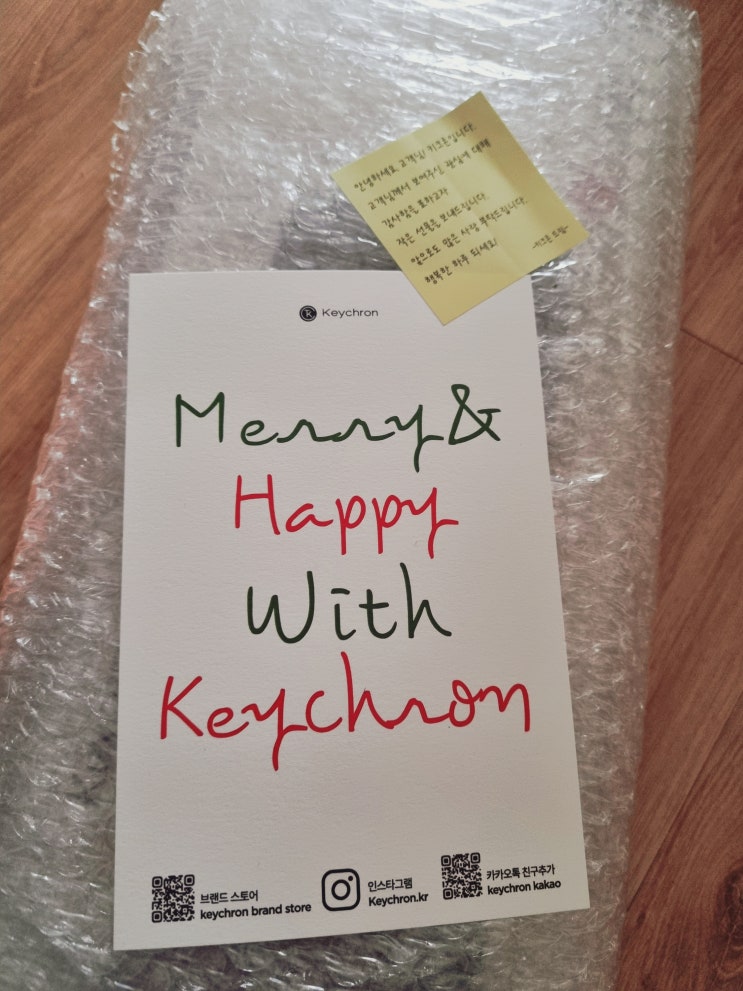 안녕하세요 고객님! 키크론입니다.
고객님께서 보여주신 관심에 대해
감사함을 표하고자
작은 선물을 보내드립니다.
앞으로도 많은 사랑 부탁드립니다.
행복한 하루 되세요!
-키크론 드림-
Keychron
Merry &
Happy
With
Keychron
브랜드 스토어
keychron brand store
인스타그램
Keychron.kr
카카오톡 친구추가
keychron kakao